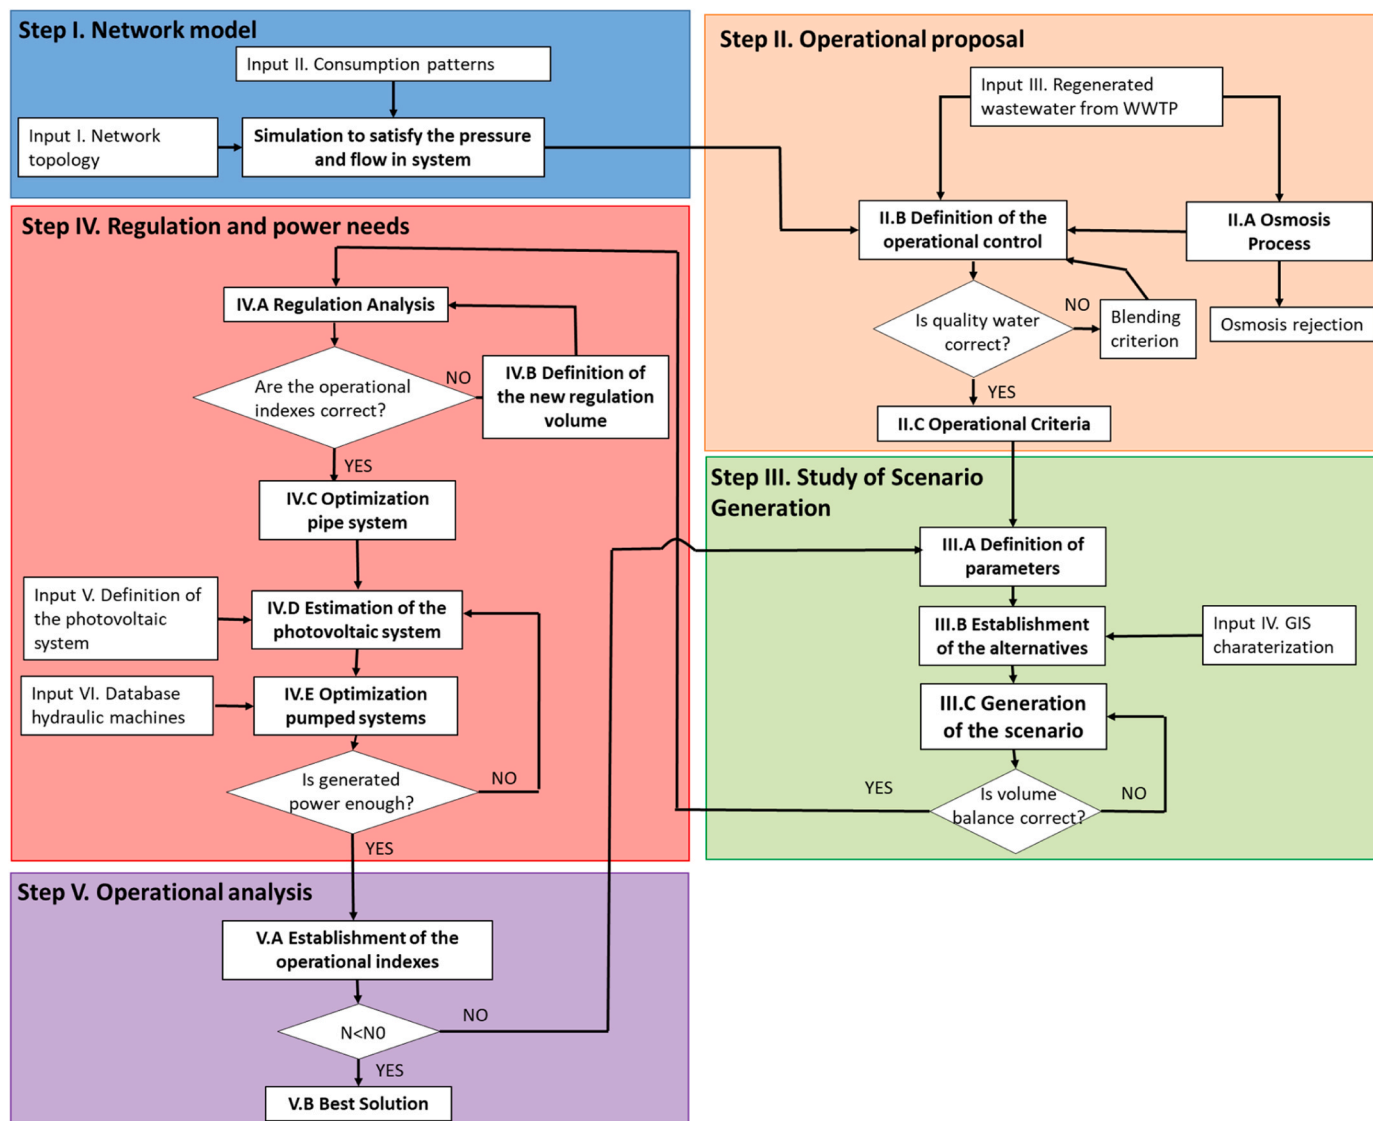 Step I. Network model
Input II. Consumption patterns
Input I. Network
topology
Simulation to satisfy the pressure
and flow in system
Step II. Operational proposal
Input III. Regenerated
wastewater from WWTP
II.B Definition of the
operational control
II.A Osmosis
Process
Is quality water
correct?
NO
Blending
criterion
Osmosis rejection
YES
II.C Operational Criteria
Step III. Study of Scenario
Generation
III.A Definition of
parameters
III.B Establishment
of the alternatives
Input IV. GIS
charaterization
III.C Generation
of the scenario
Is volume
balance correct?
YES
NO
Step IV. Regulation and power needs
IV.A Regulation Analysis
Are the operational
indexes correct?
NO
IV.B Definition of
the new regulation
volume
YES
IV.C Optimization
pipe system
Input V. Definition of
the photovoltaic
system
IV.D Estimation of the
photovoltaic system
Input VI. Database
hydraulic machines
IV.E Optimization
pumped systems
Is generated
power enough?
NO
YES
Step V. Operational analysis
V.A Establishment of the
operational indexes
N<N0
NO
YES
V.B Best Solution